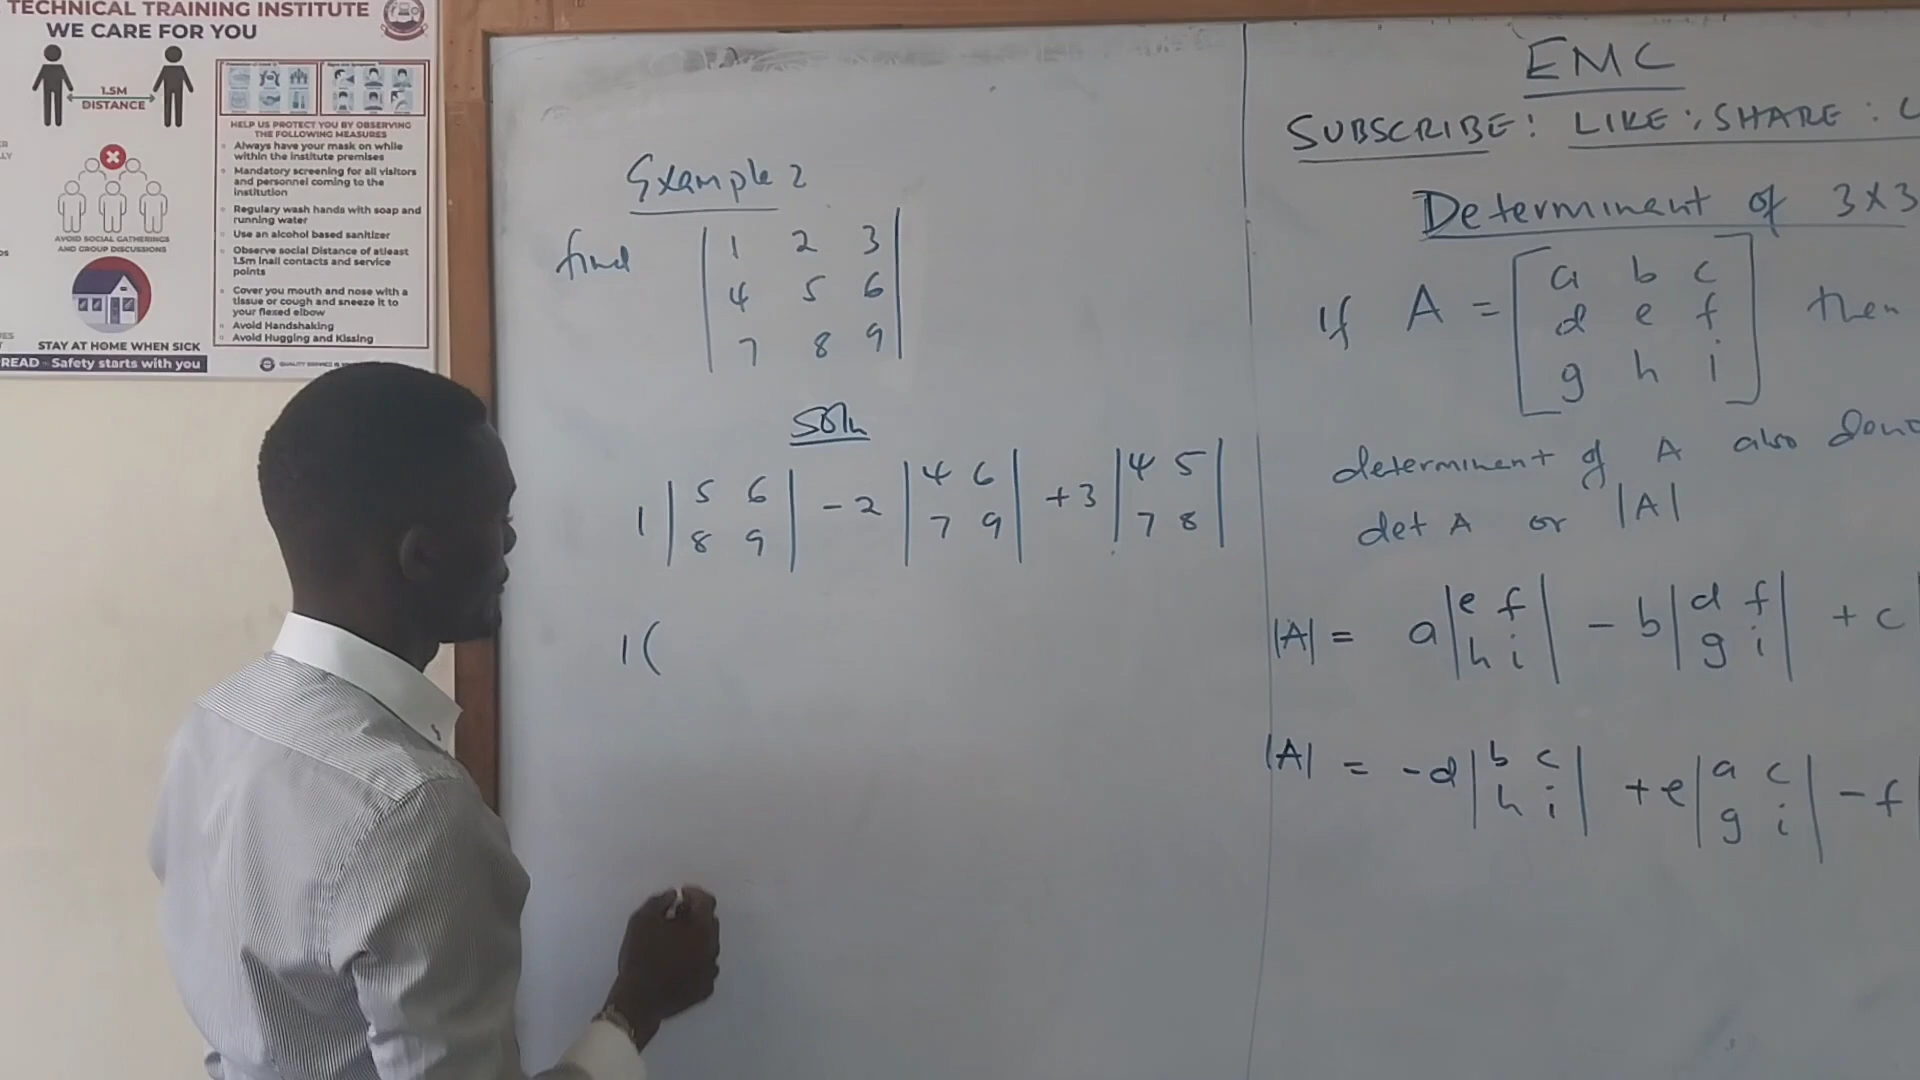 TECHNICAL TRAINING INSTITUTE
WE CARE FOR YOU
1.5M
DISTANCE
AVOID SOCIAL GATHERINGS
AND GROUP DISCUSSIONS
STAY AT HOME WHEN SICK
READ - Safety starts with you
HELP US PROTECT YOU BY OBSERVING
THE FOLLOWING MEASURES
Always have your mask on while
within the institute premises
Mandatory screening for all visitors
and personnel coming to the
institution
Regulary wash hands with soap and
running water
Use an alcohol based sanitizer
Observe social Distance of atleast
1.5m inall contacts and service
points
Cover you mouth and nose with a
tissue or cough and sneeze it to
your flexed elbow
Avoid Handshaking
Avoid Hugging and Kissing
Example 2
find | 1 2 3 |
| 4 5 6 |
| 7 8 9 |
Soln
1 | 5 6 | - 2 | 4 6 | + 3 | 4 5 |
| 8 9 | | 7 9 | | 7 8 |
1 (
EMC
SUBSCRIBE: LIKE: SHARE: C
Determinant of 3x3
If A = [ a b c ] then
[ d e f ]
[ g h i ]
determinent of A also deno
det A or |A|
|A| = a | e f | - b | d f | + c
| h i | | g i |
|A| = -d | b c | + e | a c | - f
| h i | | g i |